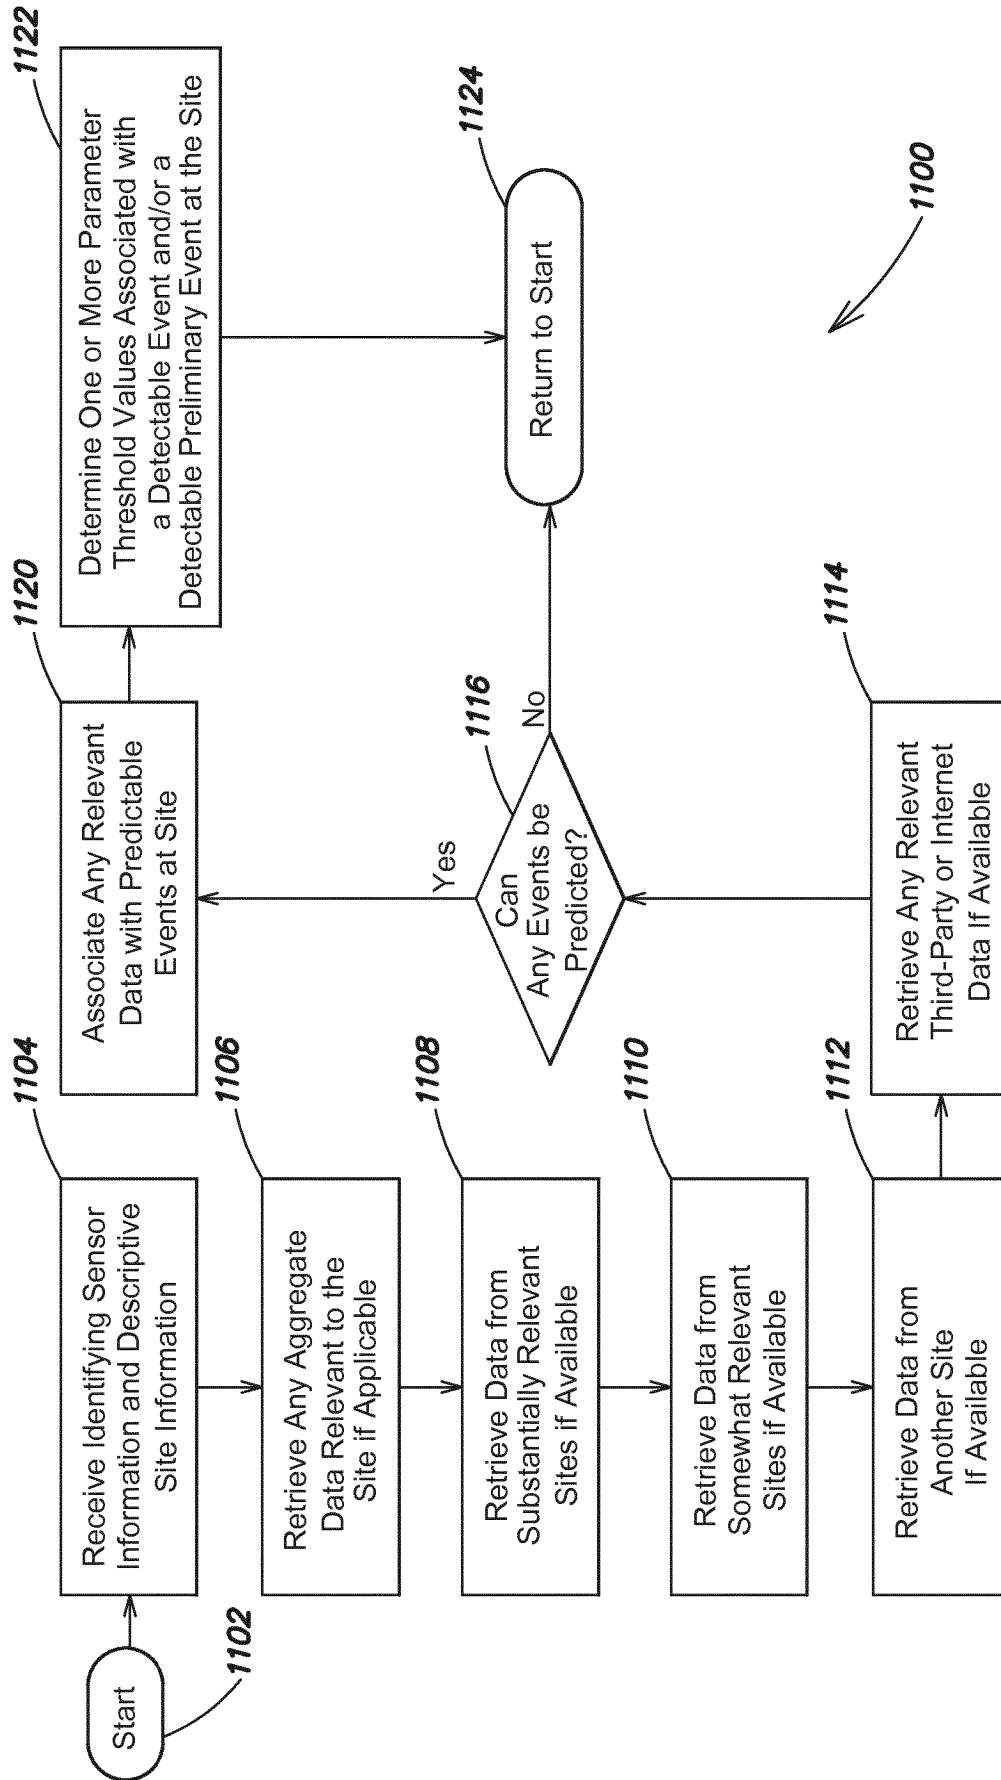 1102
Start
1104
Receive Identifying Sensor
Information and Descriptive
Site Information
1106
Retrieve Any Aggregate
Data Relevant to the
Site if Applicable
1108
Retrieve Data from
Substantially Relevant
Sites if Available
1110
Retrieve Data from
Somewhat Relevant
Sites if Available
1112
Retrieve Data from
Another Site
If Available
1114
Retrieve Any Relevant
Third-Party or Internet
Data If Available
1116
Can
Any Events be
Predicted?
Yes
No
1120
Associate Any Relevant
Data with Predictable
Events at Site
1122
Determine One or More Parameter
Threshold Values Associated with
a Detectable Event and/or a
Detectable Preliminary Event at the Site
1124
Return to Start
1100